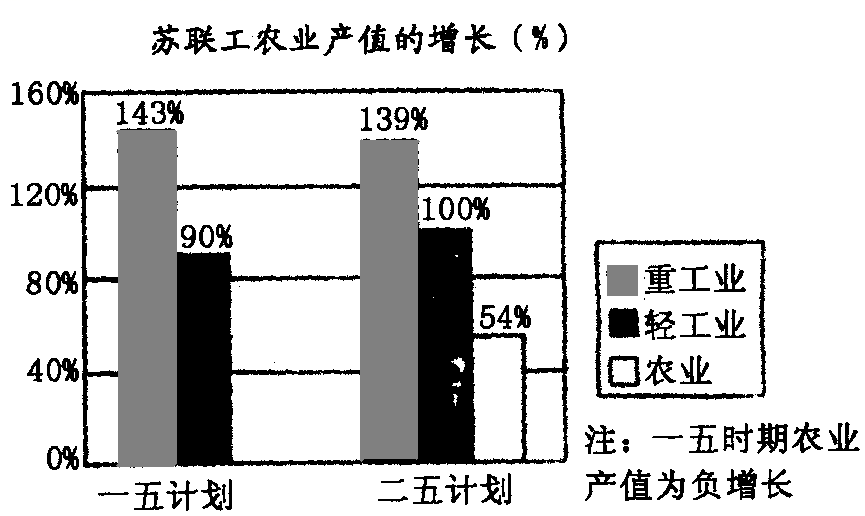 苏联工农业产值的增长(%)
160%
143%
139%
120%
100%
90%
80%
54%
40%
0%
一五计划
二五计划
重工业
轻工业
农业
注:一五时期农业
产值为负增长